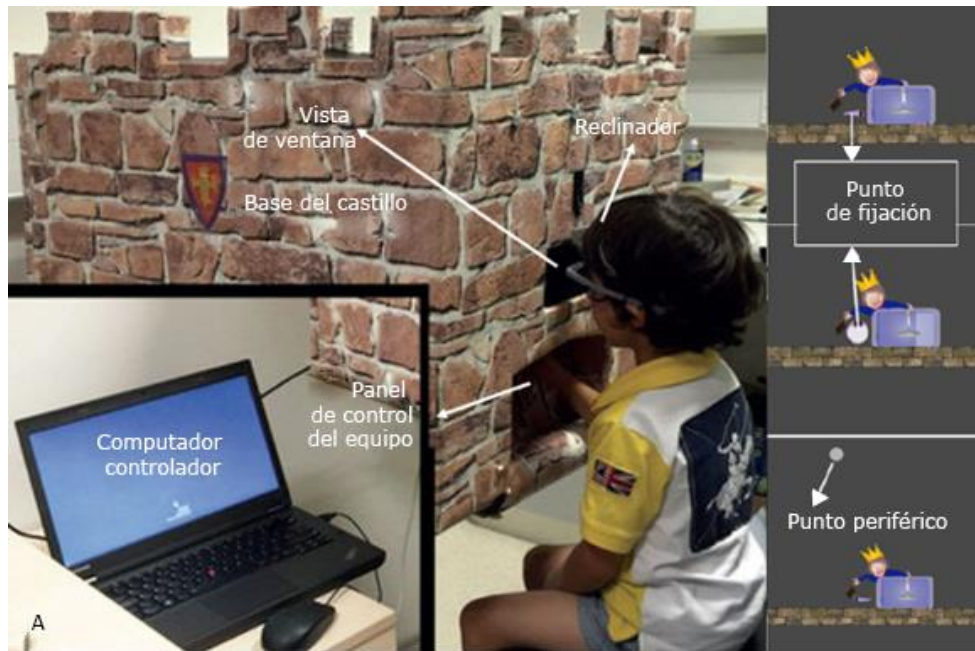 Vista
de ventana
Reclinador
Base del castillo
Punto
de fijación
Panel
de control
del equipo
Computador
controlador
Punto periférico
A